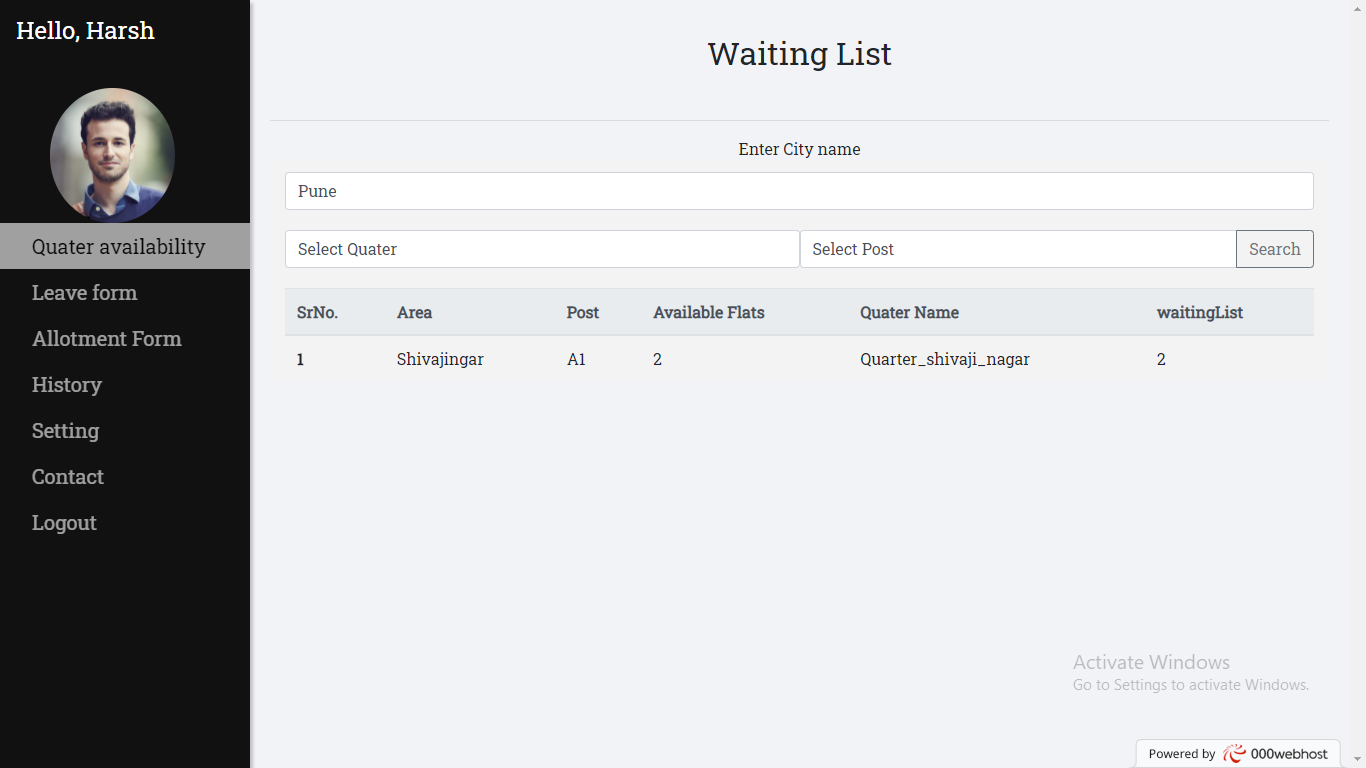 Hello, Harsh
Quater availability
Leave form
Allotment Form
History
Setting
Contact
Logout
Waiting List
Enter City name
Pune
Select Quater Select Post Search
SrNo. Area Post Available Flats Quater Name waitingList
1 Shivajingar A1 2 Quarter_shivaji_nagar 2
Activate Windows
Go to Settings to activate Windows.
Powered by 000webhost